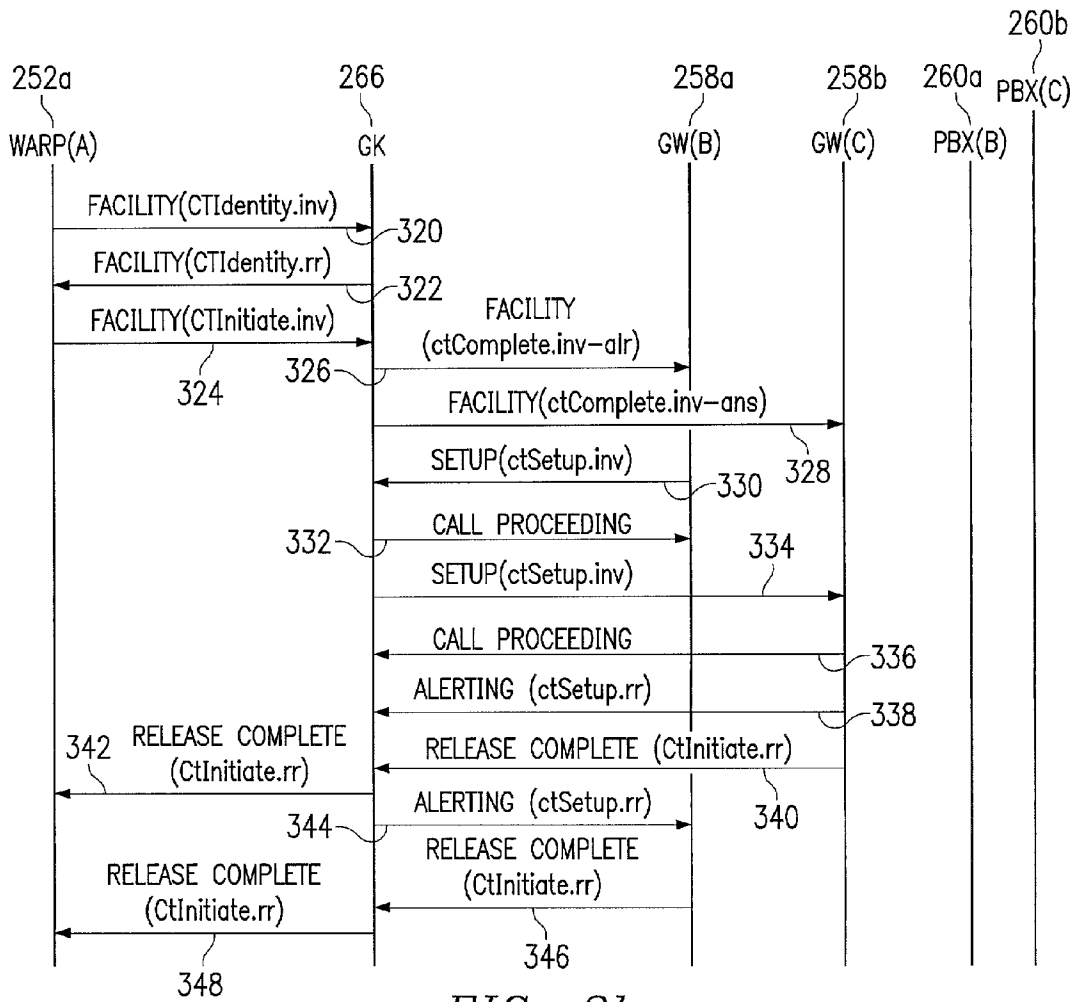 260b
252a
266
258a
258b
260a
PBX(C)
WARP(A)
GK
GW(B)
GW(C)
PBX(B)
FACILITY(CTIdentity.inv)
320
FACILITY(CTIdentity.rr)
322
FACILITY(CTInitiate.inv)
324
FACILITY
(ctComplete.inv-alr)
326
FACILITY(ctComplete.inv-ans)
328
SETUP(ctSetup.inv)
330
CALL PROCEEDING
332
334
SETUP(ctSetup.inv)
CALL PROCEEDING
336
ALERTING (ctSetup.rr)
338
342
RELEASE COMPLETE
(CtInitiate.rr)
RELEASE COMPLETE (CtInitiate.rr)
340
ALERTING (ctSetup.rr)
344
RELEASE COMPLETE
(CtInitiate.rr)
346
RELEASE COMPLETE
(CtInitiate.rr)
348